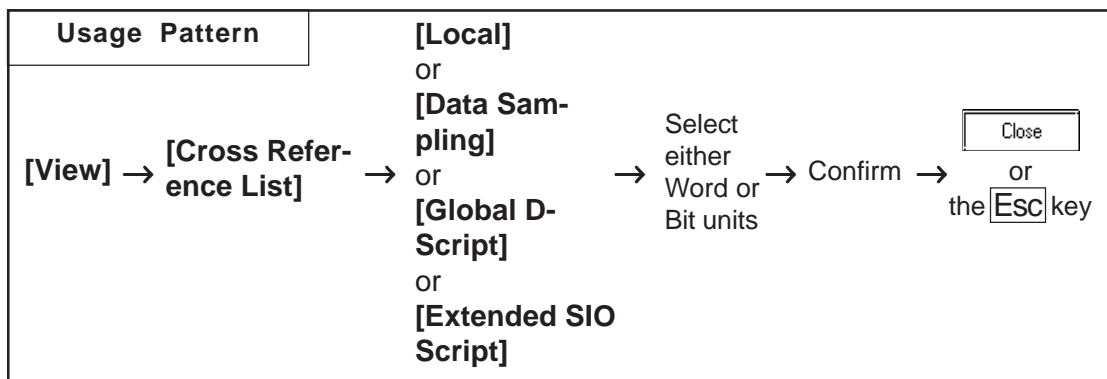 Usage Pattern
[View] →
[Cross Refer-
ence List]
→
[Local]
or
[Data Sam-
pling]
or
[Global D-
Script]
or
[Extended SIO
Script]
→
Select
either
Word or
Bit units
→ Confirm →
Close
or
the Esc key